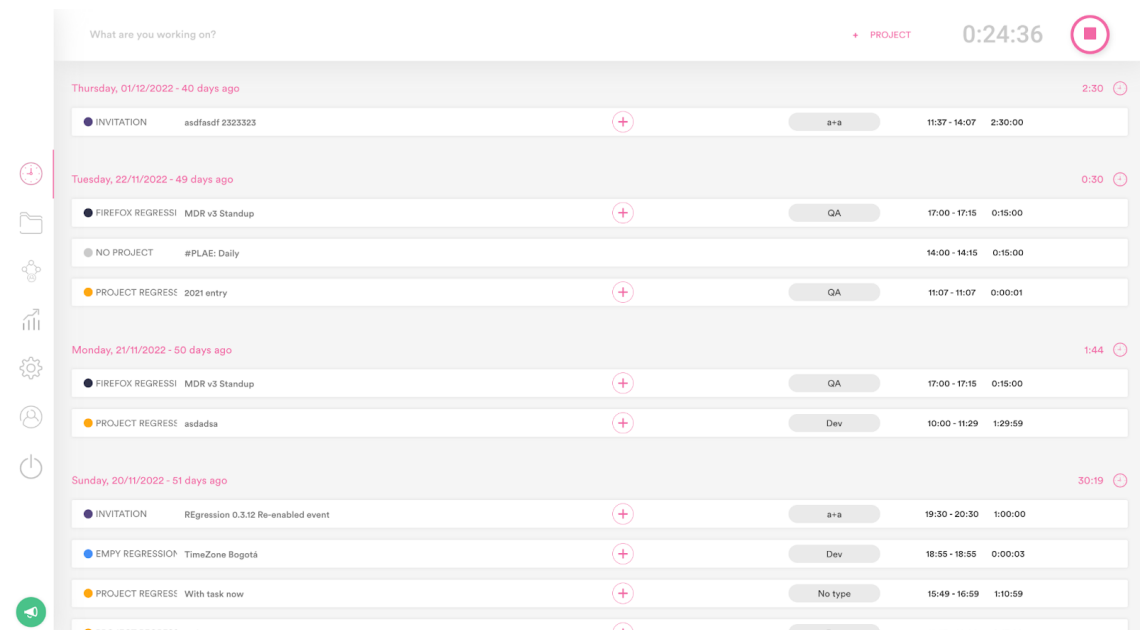 What are you working on? + PROJECT 0:24:36
Thursday, 01/12/2022 - 40 days ago 2:30
INVITATION asdfasdf 2323323 a+a 11:37 - 14:07 2:30:00
Tuesday, 22/11/2022 - 49 days ago 0:30
FIREFOX REGRESSI MDR v3 Standup QA 17:00 - 17:15 0:15:00
NO PROJECT #PLAE: Daily 14:00 - 14:15 0:15:00
PROJECT REGRESS 2021 entry QA 11:07 - 11:07 0:00:01
Monday, 21/11/2022 - 50 days ago 1:44
FIREFOX REGRESSI MDR v3 Standup QA 17:00 - 17:15 0:15:00
PROJECT REGRESS asdadsa Dev 10:00 - 11:29 1:29:59
Sunday, 20/11/2022 - 51 days ago 30:19
INVITATION REgression 0.3.12 Re-enabled event a+a 19:30 - 20:30 1:00:00
EMPY REGRESSION TimeZone Bogotá Dev 18:55 - 18:55 0:00:03
PROJECT REGRESS With task now No type 15:49 - 16:59 1:10:59